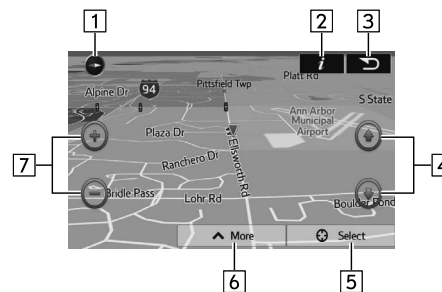 1
2
3
i
Platt Rd
Pittsfield Twp
94
Alpine Dr
S State
Ann Arbor
Municipal
Airport
Plaza Dr
Ellsworth Rd
7
4
Ranchero Dr
Bridle Pass
Lohr Rd
Boulder Pond
More
Select
6
5